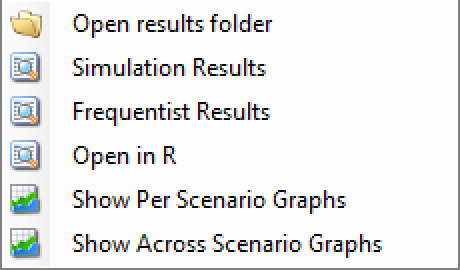 Open results folder
Simulation Results
Frequentist Results
Open in R
Show Per Scenario Graphs
Show Across Scenario Graphs